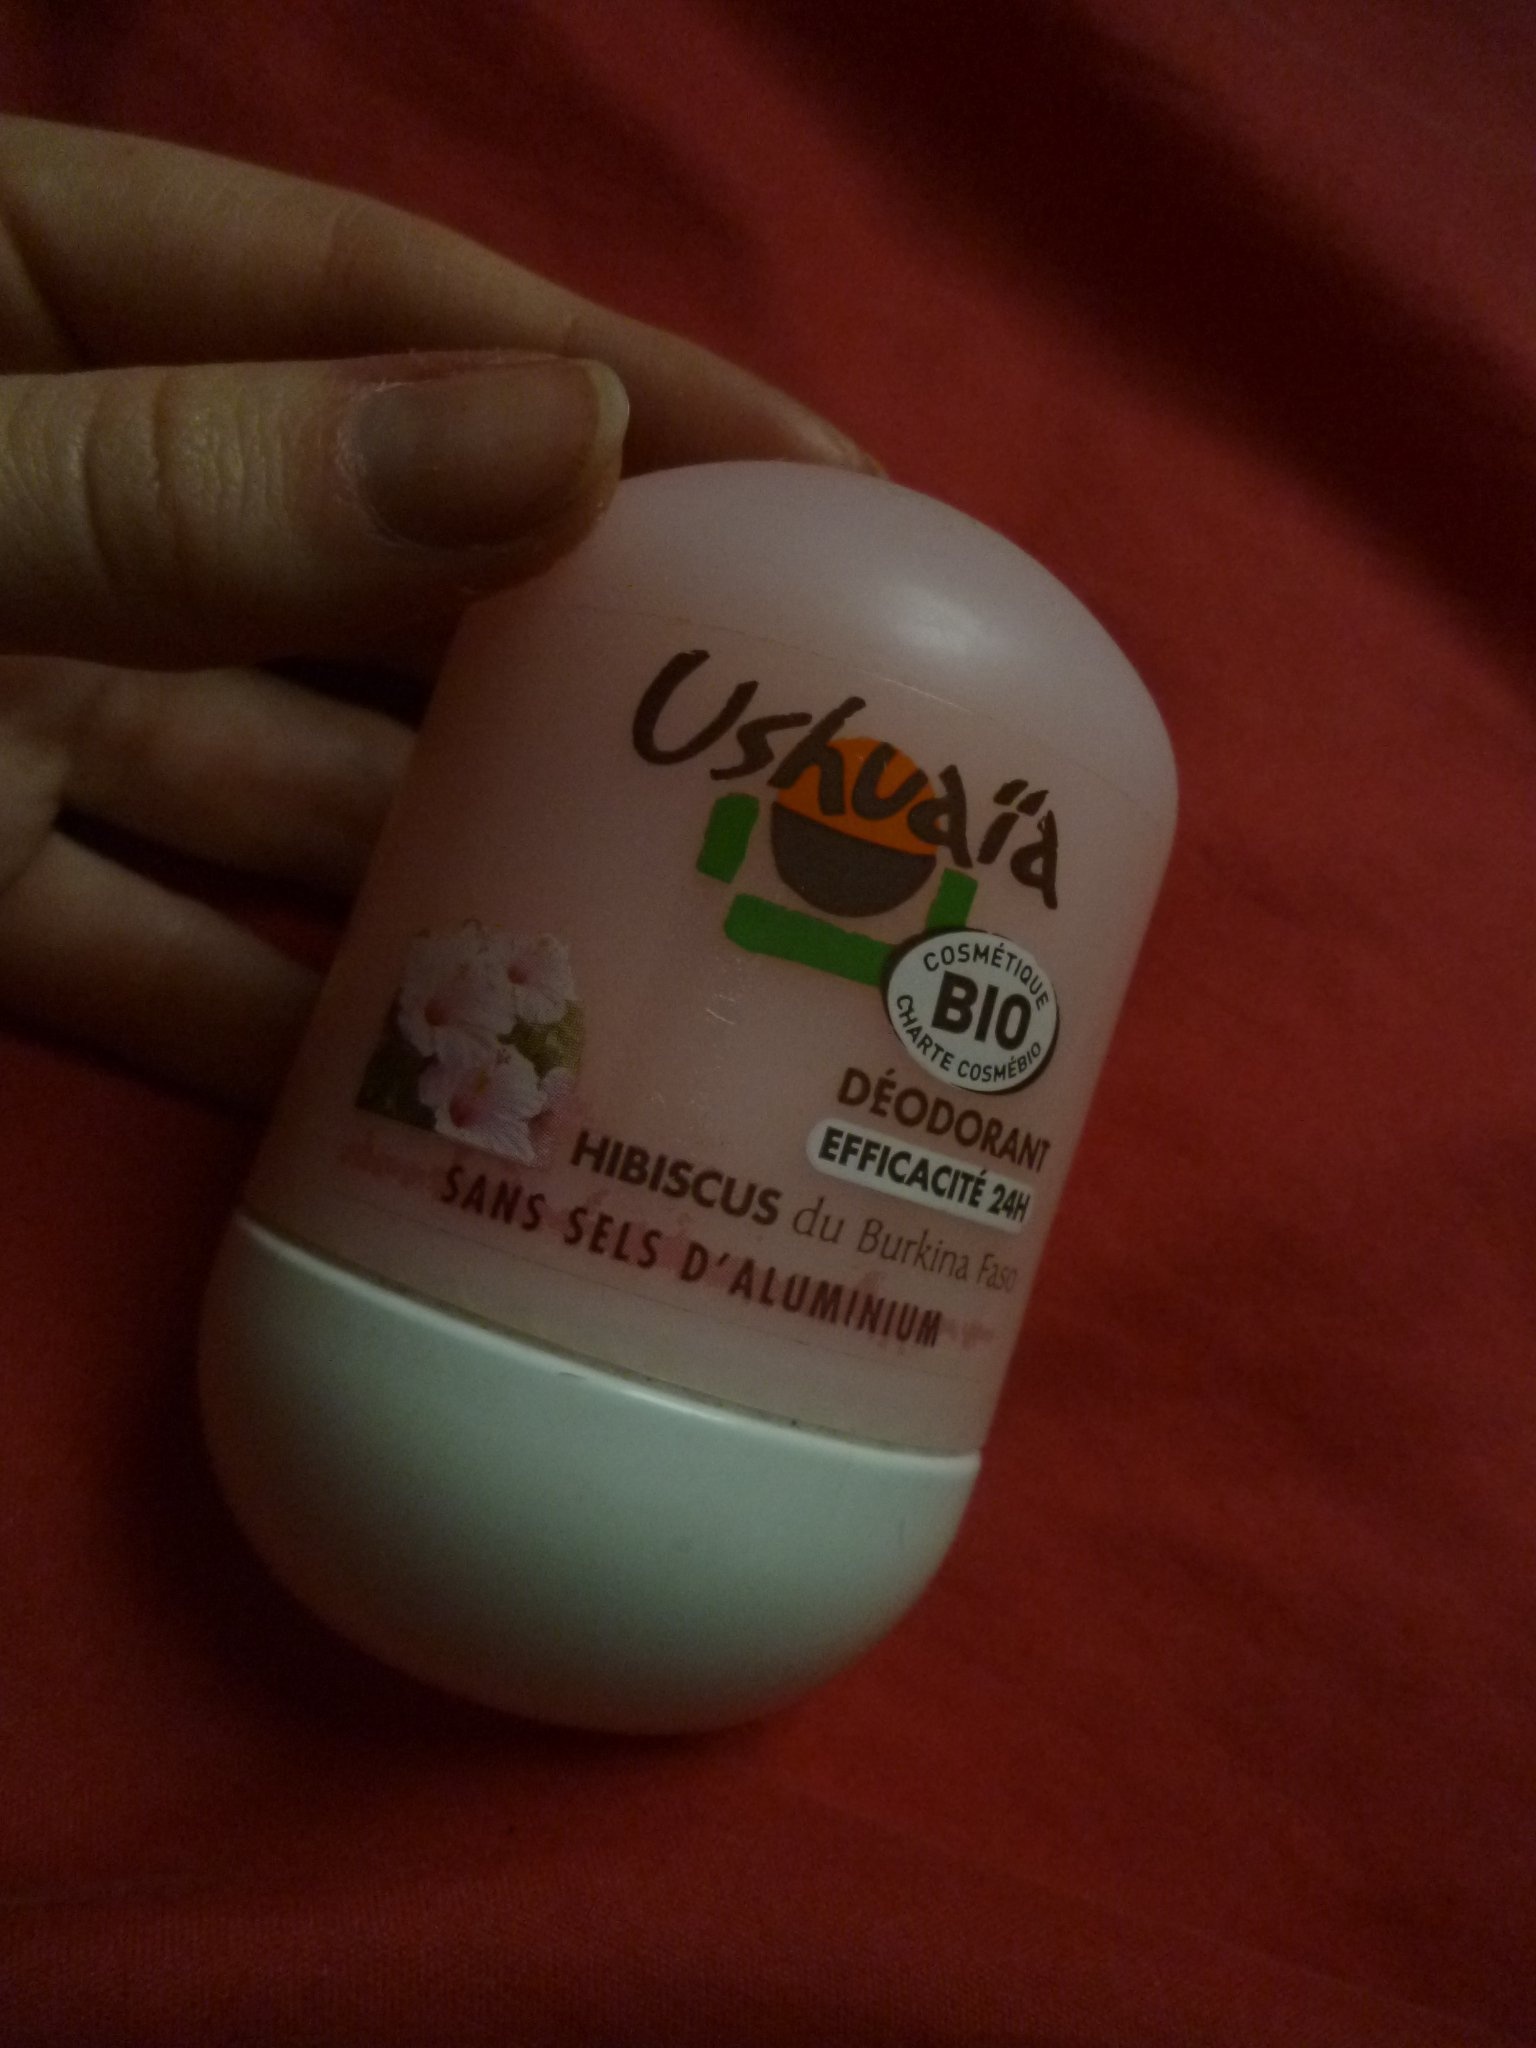 Ushuaïa
COSMÉTIQUE
BIO
CHARTE COSMÉBIO
DÉODORANT
EFFICACITÉ 24H
HIBISCUS du Burkina Faso
SANS SELS D'ALUMINIUM